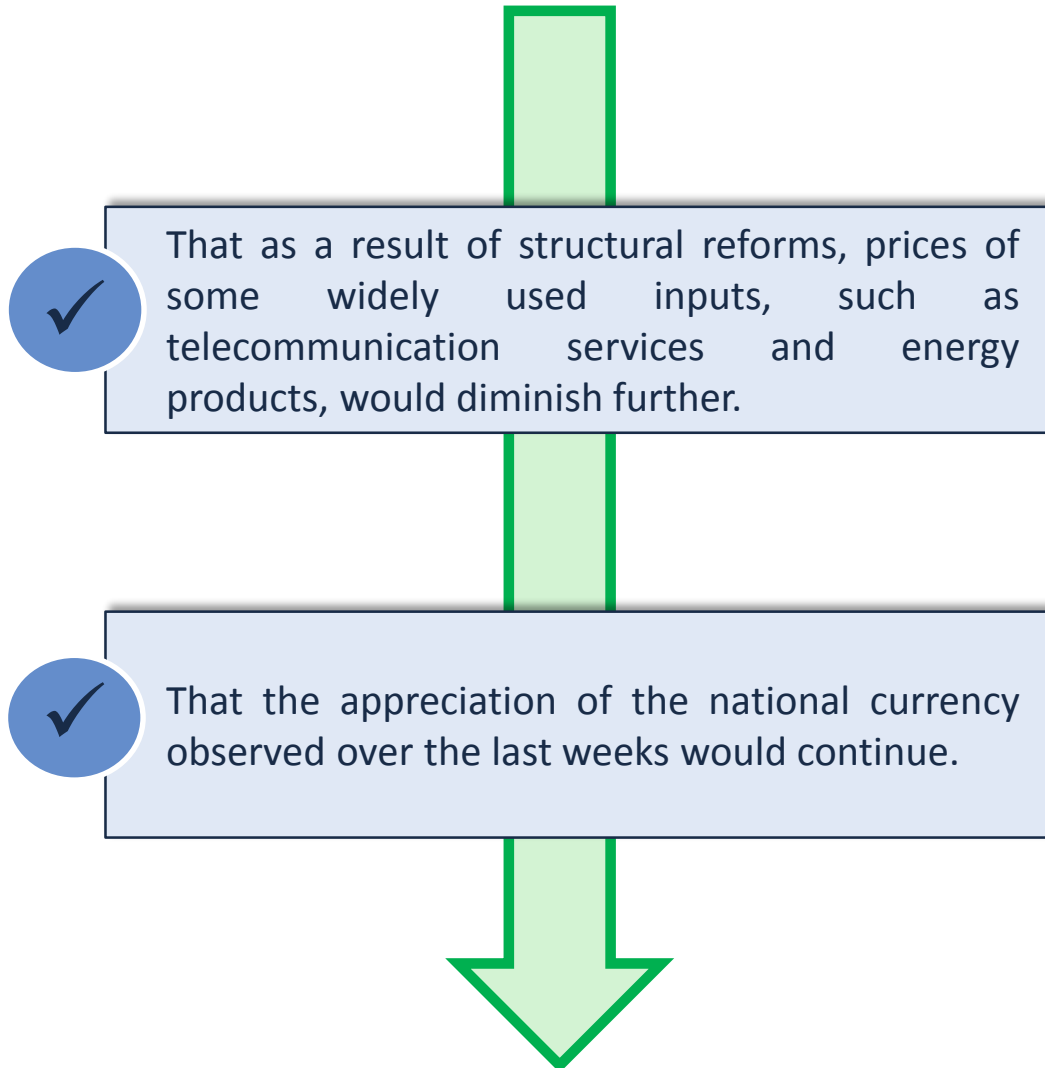 That as a result of structural reforms, prices of
some widely used inputs, such as
telecommunication services and energy
products, would diminish further.
That the appreciation of the national currency
observed over the last weeks would continue.